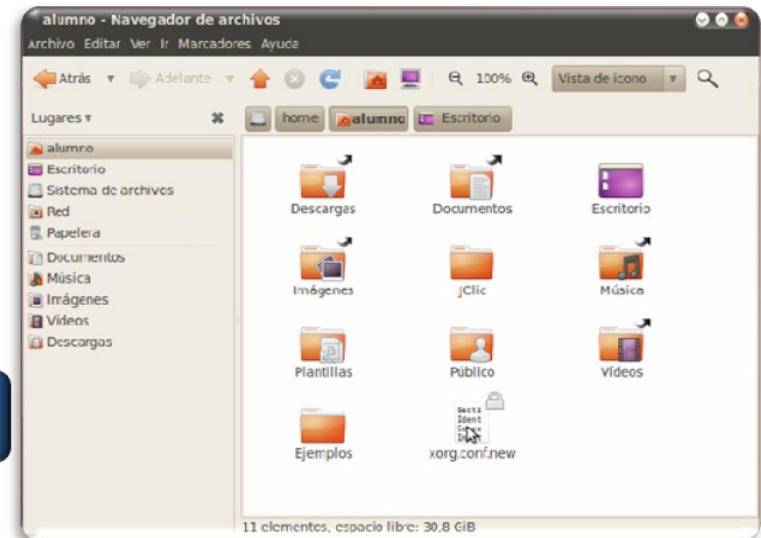 alumno - Navegador de archivos
Archivo Editar Ver Ir Marcadores Ayuda
Atrás Adelante 100% Vista de icono
Lugares home alumno Escritorio
alumno
Escritorio
Sistema de archivos
Red
Papelera
Documentos
Música
Imágenes
Vídeos
Descargas
Descargas Documentos Escritorio
Imágenes JClic Música
Plantillas Público Vídeos
Ejemplos xorg.conf.new
11 elementos, espacio libre: 30,8 GiB